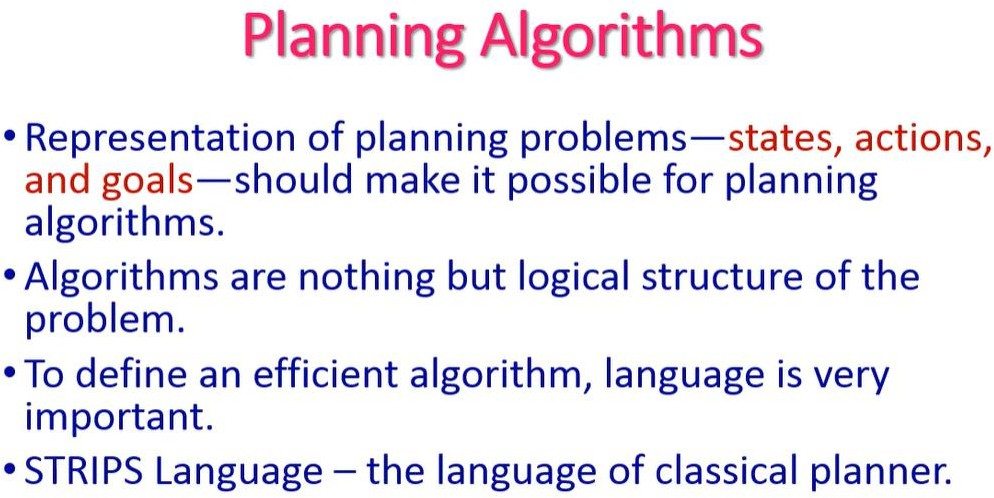 Planning Algorithms
• Representation of planning problems—states, actions,
and goals—should make it possible for planning
algorithms.
• Algorithms are nothing but logical structure of the
problem.
• To define an efficient algorithm, language is very
important.
• STRIPS Language – the language of classical planner.